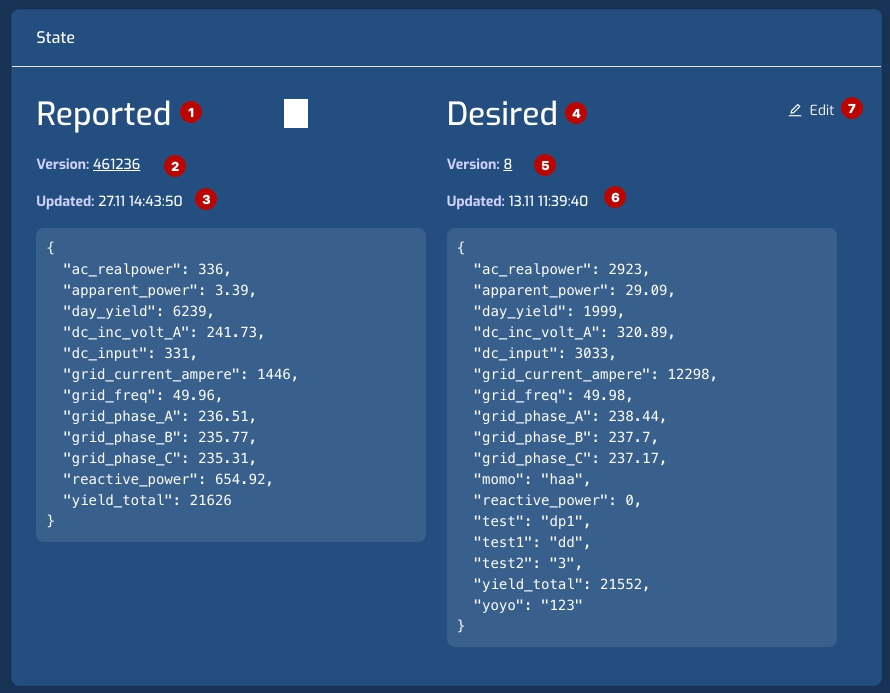 State
Reported 1
Version: 461236 2
Updated: 27.11 14:43:50 3
{
  "ac_realpower": 336,
  "apparent_power": 3.39,
  "day_yield": 6239,
  "dc_inc_volt_A": 241.73,
  "dc_input": 331,
  "grid_current_ampere": 1446,
  "grid_freq": 49.96,
  "grid_phase_A": 236.51,
  "grid_phase_B": 235.77,
  "grid_phase_C": 235.31,
  "reactive_power": 654.92,
  "yield_total": 21626
}
Desired 4
Edit 7
Version: 8 5
Updated: 13.11 11:39:40 6
{
  "ac_realpower": 2923,
  "apparent_power": 29.09,
  "day_yield": 1999,
  "dc_inc_volt_A": 320.89,
  "dc_input": 3033,
  "grid_current_ampere": 12298,
  "grid_freq": 49.98,
  "grid_phase_A": 238.44,
  "grid_phase_B": 237.7,
  "grid_phase_C": 237.17,
  "momo": "haa",
  "reactive_power": 0,
  "test": "dp1",
  "test1": "dd",
  "test2": "3",
  "yield_total": 21552,
  "yoyo": "123"
}